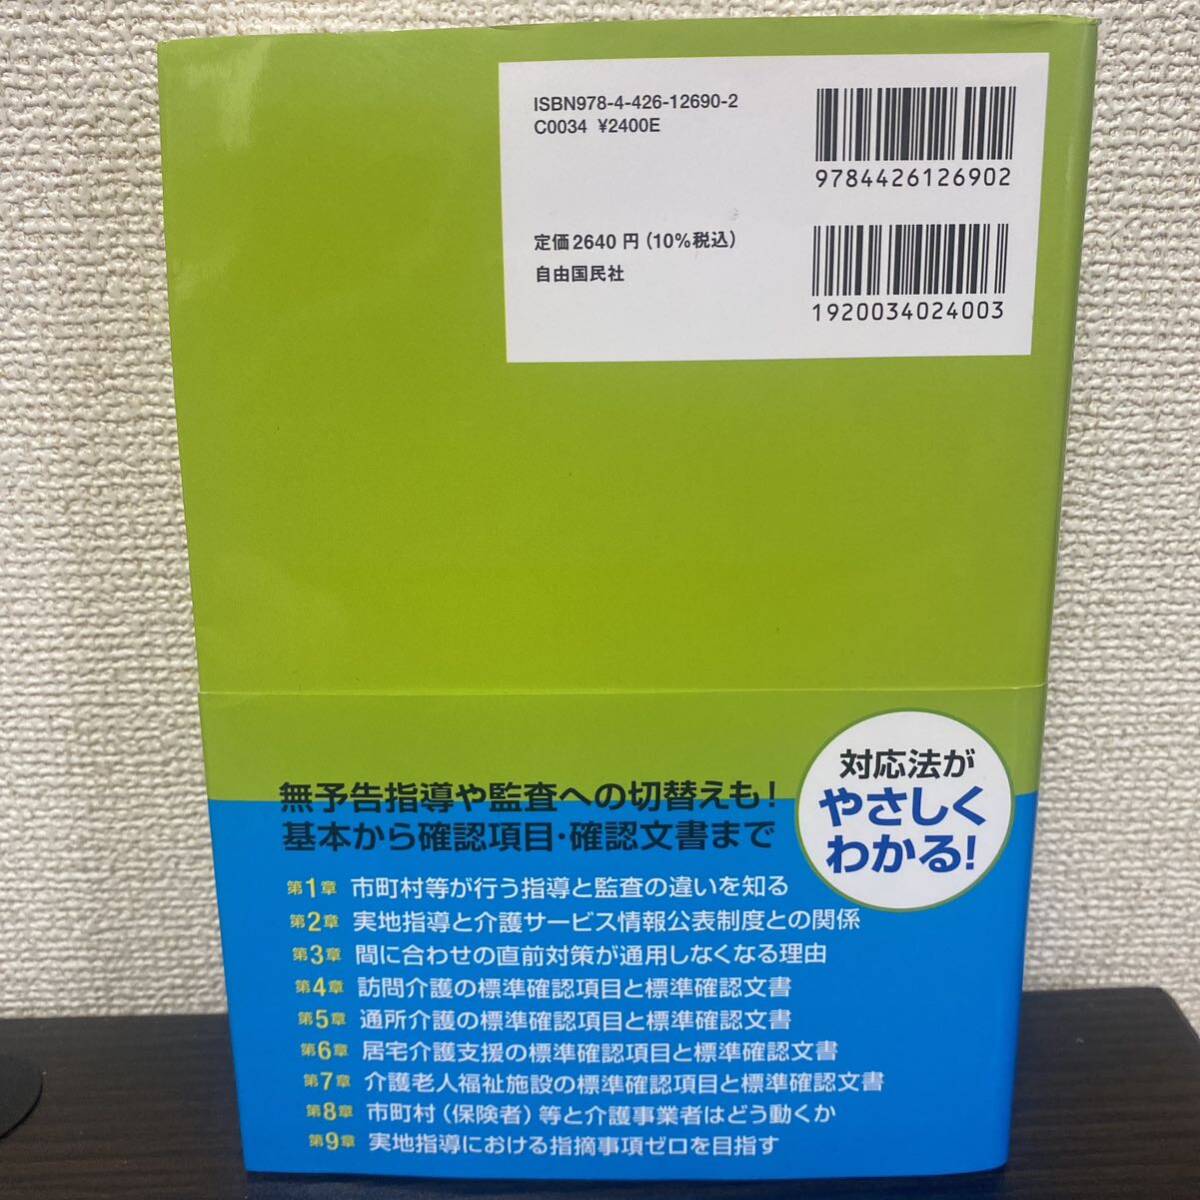 ISBN978-4-426-12690-2
C0034 ¥2400E
9784426126902
定価2640円(10%税込)
自由国民社
1920034024003
対応法が
やさしく
わかる!
無予告指導や監査への切替えも!
基本から確認項目・確認文書まで
第1章 市町村等が行う指導と監査の違いを知る
第2章 実地指導と介護サービス情報公表制度との関係
第3章 間に合わせの直前対策が通用しなくなる理由
第4章 訪問介護の標準確認項目と標準確認文書
第5章 通所介護の標準確認項目と標準確認文書
第6章 居宅介護支援の標準確認項目と標準確認文書
第7章 介護老人福祉施設の標準確認項目と標準確認文書
第8章 市町村(保険者)等と介護事業者はどう動くか
第9章 実地指導における指摘事項ゼロを目指す